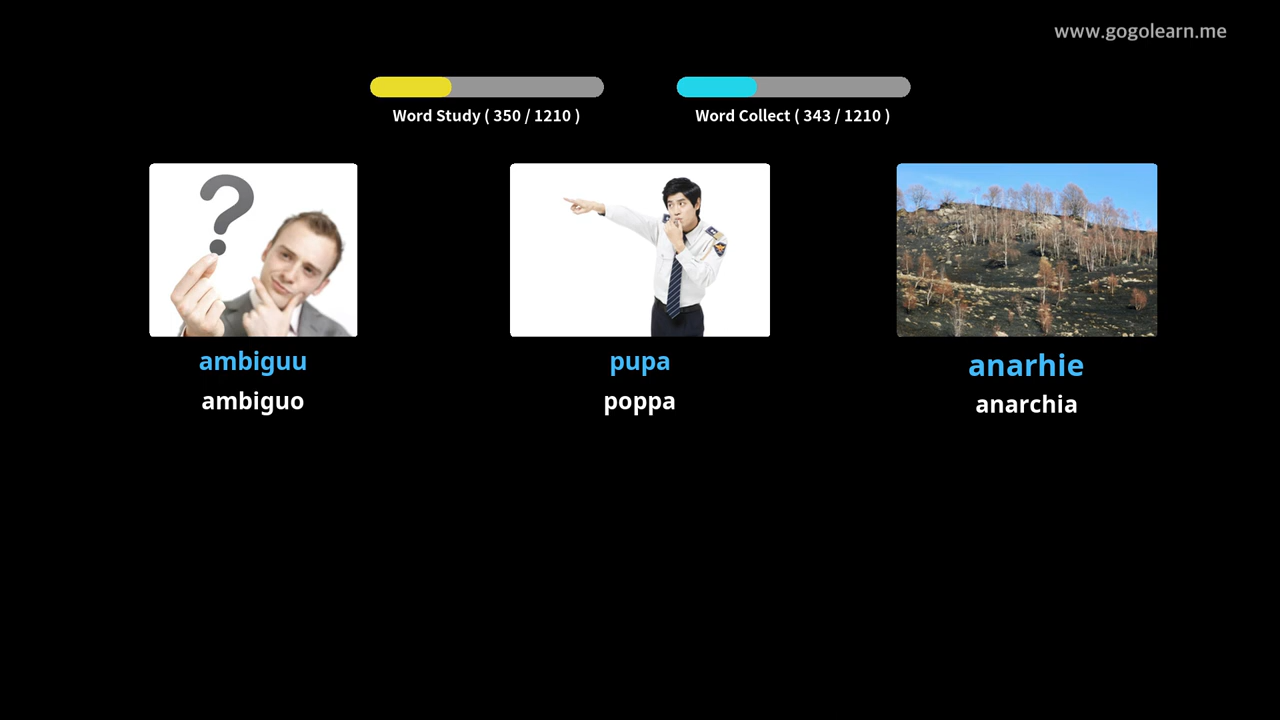 www.gogolearn.me
Word Study ( 350 / 1210 )
Word Collect ( 343 / 1210 )
ambiguu
ambiguo
pupa
poppa
anarhie
anarchia